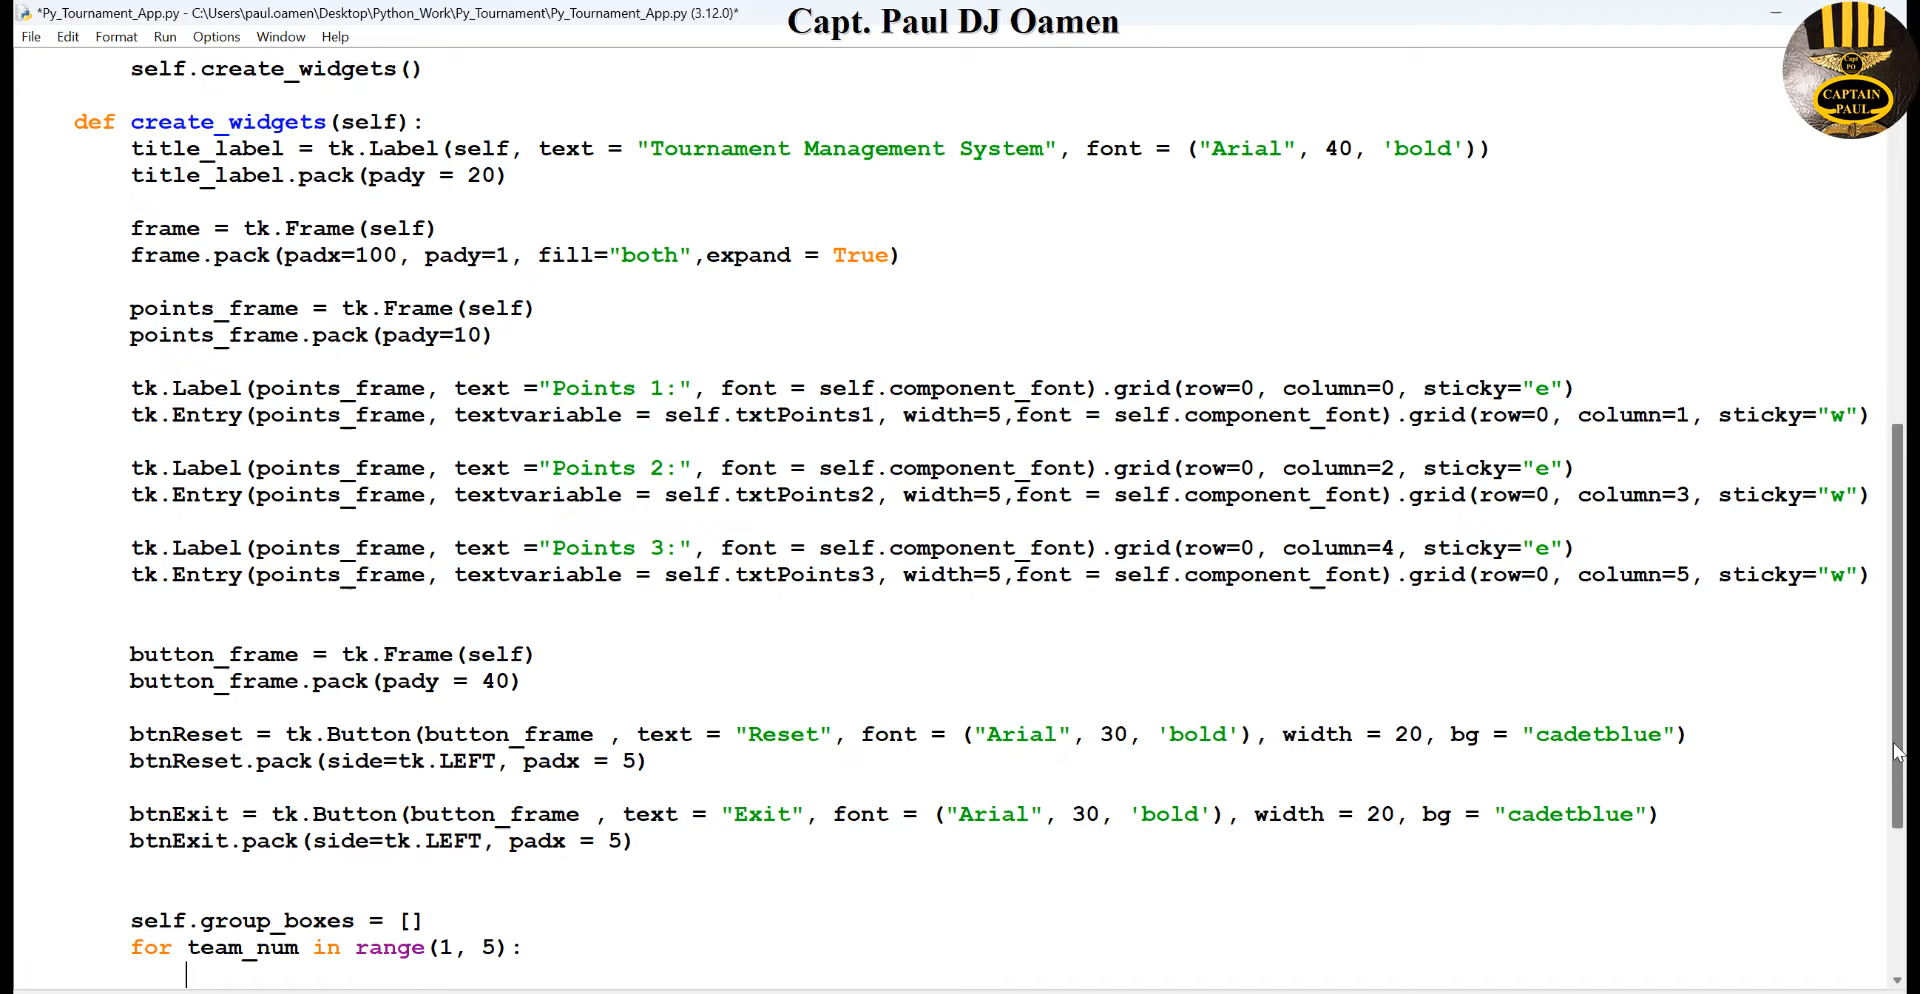 *Py_Tournament_App.py - C:\Users\paul.oamen\Desktop\Python_Work\Py_Tournament\Py_Tournament_App.py (3.12.0)*
Capt. Paul DJ Oamen
File Edit Format Run Options Window Help
Capt
PO
CAPTAIN
PAUL
self.create_widgets()
def create_widgets(self):
title_label = tk.Label(self, text = "Tournament Management System", font = ("Arial", 40, 'bold'))
title_label.pack(pady = 20)
frame = tk.Frame(self)
frame.pack(padx=100, pady=1, fill="both",expand = True)
points_frame = tk.Frame(self)
points_frame.pack(pady=10)
tk.Label(points_frame, text ="Points 1:", font = self.component_font).grid(row=0, column=0, sticky="e")
tk.Entry(points_frame, textvariable = self.txtPoints1, width=5,font = self.component_font).grid(row=0, column=1, sticky="w")
tk.Label(points_frame, text ="Points 2:", font = self.component_font).grid(row=0, column=2, sticky="e")
tk.Entry(points_frame, textvariable = self.txtPoints2, width=5,font = self.component_font).grid(row=0, column=3, sticky="w")
tk.Label(points_frame, text ="Points 3:", font = self.component_font).grid(row=0, column=4, sticky="e")
tk.Entry(points_frame, textvariable = self.txtPoints3, width=5,font = self.component_font).grid(row=0, column=5, sticky="w")
button_frame = tk.Frame(self)
button_frame.pack(pady = 40)
btnReset = tk.Button(button_frame , text = "Reset", font = ("Arial", 30, 'bold'), width = 20, bg = "cadetblue")
btnReset.pack(side=tk.LEFT, padx = 5)
btnExit = tk.Button(button_frame , text = "Exit", font = ("Arial", 30, 'bold'), width = 20, bg = "cadetblue")
btnExit.pack(side=tk.LEFT, padx = 5)
self.group_boxes = []
for team_num in range(1, 5):